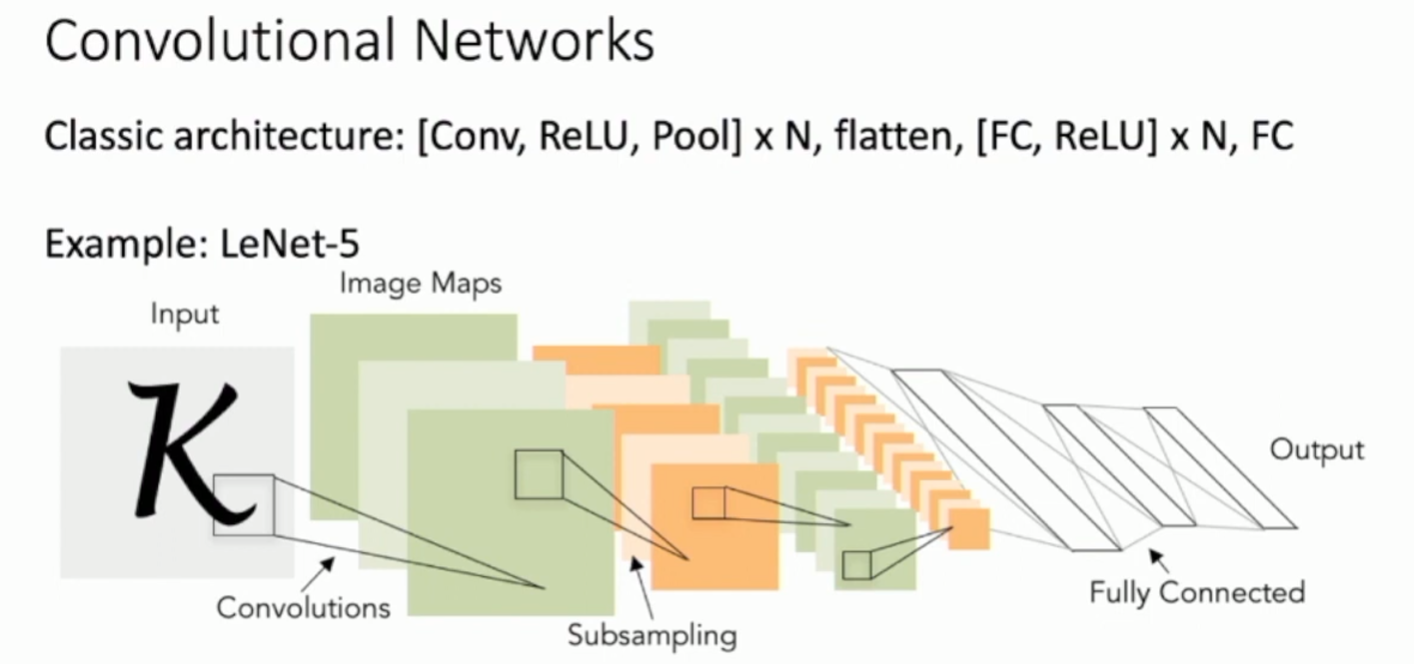 Convolutional Networks
Classic architecture: [Conv, ReLU, Pool] x N, flatten, [FC, ReLU] x N, FC
Example: LeNet-5
Image Maps
Input
K
Output
Convolutions
Subsampling
Fully Connected